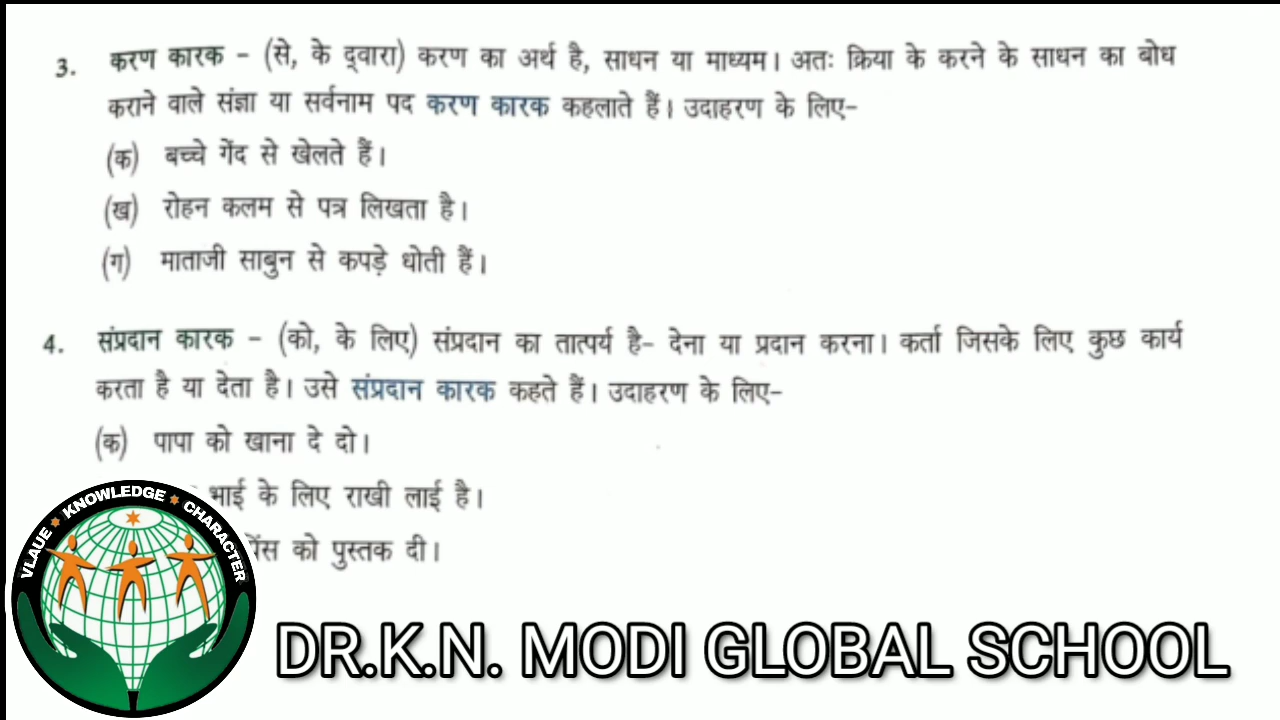 3. करण कारक – (से, के द्वारा) करण का अर्थ है, साधन या माध्यम। अतः क्रिया के करने के साधन का बोध
कराने वाले संज्ञा या सर्वनाम पद करण कारक कहलाते हैं। उदाहरण के लिए–
(क) बच्चे गेंद से खेलते हैं।
(ख) रोहन कलम से पत्र लिखता है।
(ग) माताजी साबुन से कपड़े धोती हैं।
4. संप्रदान कारक – (को, के लिए) संप्रदान का तात्पर्य है– देना या प्रदान करना। कर्ता जिसके लिए कुछ कार्य
करता है या देता है। उसे संप्रदान कारक कहते हैं। उदाहरण के लिए–
(क) पापा को खाना दे दो।
भाई के लिए राखी लाई है।
को पुस्तक दी।
VLAUE ★ KNOWLEDGE ★ CHARACTER
DR.K.N. MODI GLOBAL SCHOOL